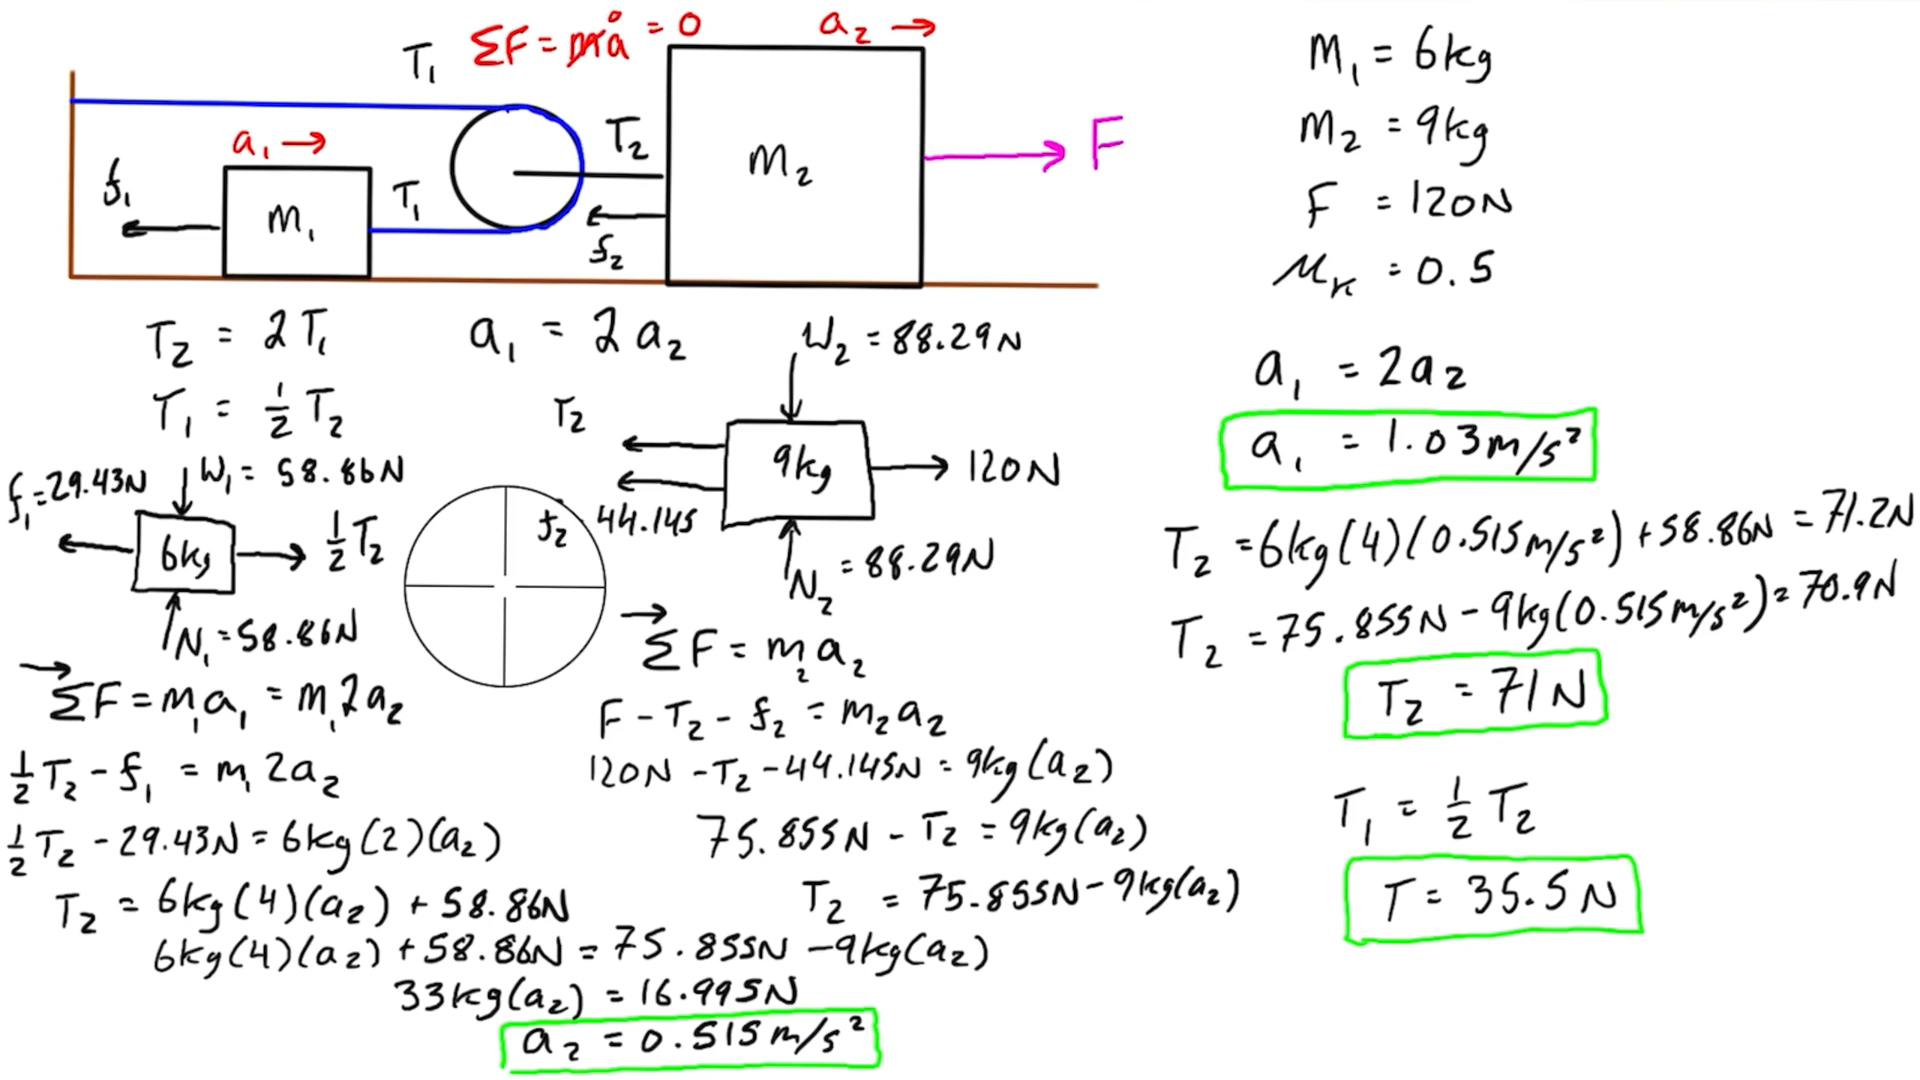 T₁ ΣF = ma⁰ = 0 a₂ →
a₁ →
f₁
m₁
T₁
T₂
f₂
m₂
F
m₁ = 6kg
m₂ = 9kg
F = 120N
μₖ = 0.5
T₂ = 2T₁
a₁ = 2a₂
T₁ = ½ T₂
f₁ = 29.43N
W₁ = 58.86N
6kg
½ T₂
N₁ = 58.86N
→ ΣF = m₁a₁ = m₁2a₂
½ T₂ - f₁ = m₁2a₂
½ T₂ - 29.43N = 6kg(2)(a₂)
T₂ = 6kg(4)(a₂) + 58.86N
W₂ = 88.29N
T₂
9kg
120N
f₂ 44.145
N₂ = 88.29N
→ ΣF = m₂a₂
F - T₂ - f₂ = m₂a₂
120N - T₂ - 44.145N = 9kg(a₂)
75.855N - T₂ = 9kg(a₂)
T₂ = 75.855N - 9kg(a₂)
6kg(4)(a₂) + 58.86N = 75.855N - 9kg(a₂)
33kg(a₂) = 16.995N
a₂ = 0.515m/s²
a₁ = 2a₂
a₁ = 1.03m/s²
T₂ = 6kg(4)(0.515m/s²) + 58.86N = 71.2N
T₂ = 75.855N - 9kg(0.515m/s²) = 70.9N
T₂ = 71N
T₁ = ½ T₂
T = 35.5N